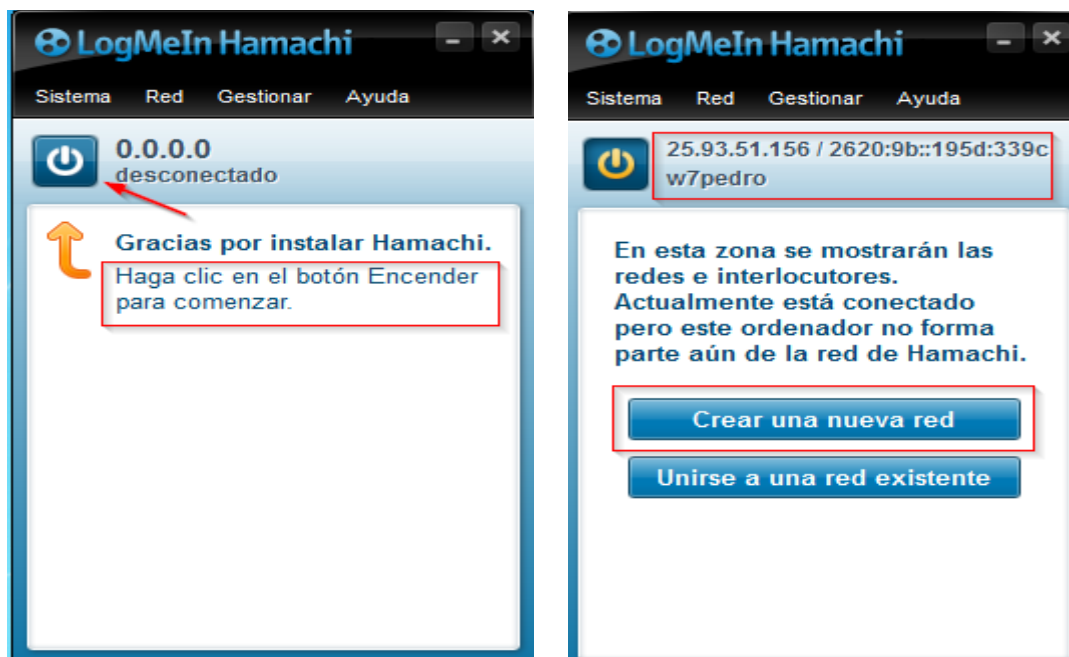 LogMeIn Hamachi
Sistema Red Gestionar Ayuda
0.0.0.0
desconectado
Gracias por instalar Hamachi.
Haga clic en el botón Encender
para comenzar.
LogMeIn Hamachi
Sistema Red Gestionar Ayuda
25.93.51.156 / 2620:9b::195d:339c
w7pedro
En esta zona se mostrarán las
redes e interlocutores.
Actualmente está conectado
pero este ordenador no forma
parte aún de la red de Hamachi.
Crear una nueva red
Unirse a una red existente